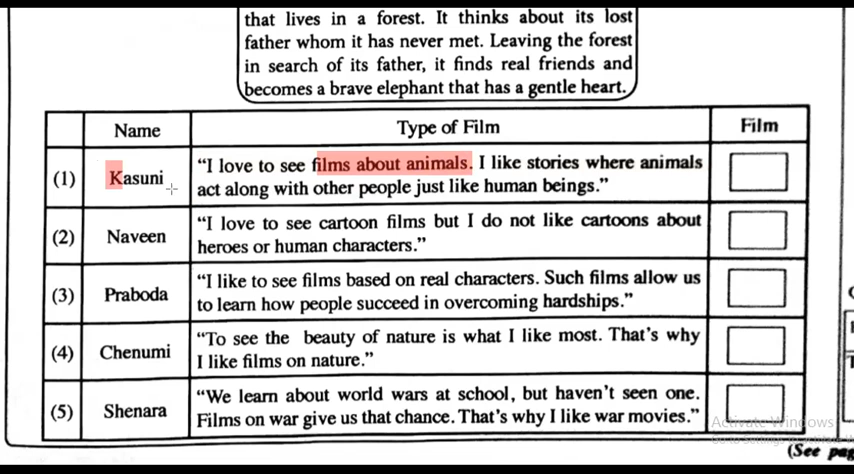 that lives in a forest. It thinks about its lost
father whom it has never met. Leaving the forest
in search of its father, it finds real friends and
becomes a brave elephant that has a gentle heart.
Name Type of Film Film
(1) Kasuni “I love to see films about animals. I like stories where animals
act along with other people just like human beings.”
(2) Naveen “I love to see cartoon films but I do not like cartoons about
heroes or human characters.”
(3) Praboda “I like to see films based on real characters. Such films allow us
to learn how people succeed in overcoming hardships.”
(4) Chenumi “To see the beauty of nature is what I like most. That’s why
I like films on nature.”
(5) Shenara “We learn about world wars at school, but haven’t seen one.
Films on war give us that chance. That’s why I like war movies.”
Activate Windows
(See pag